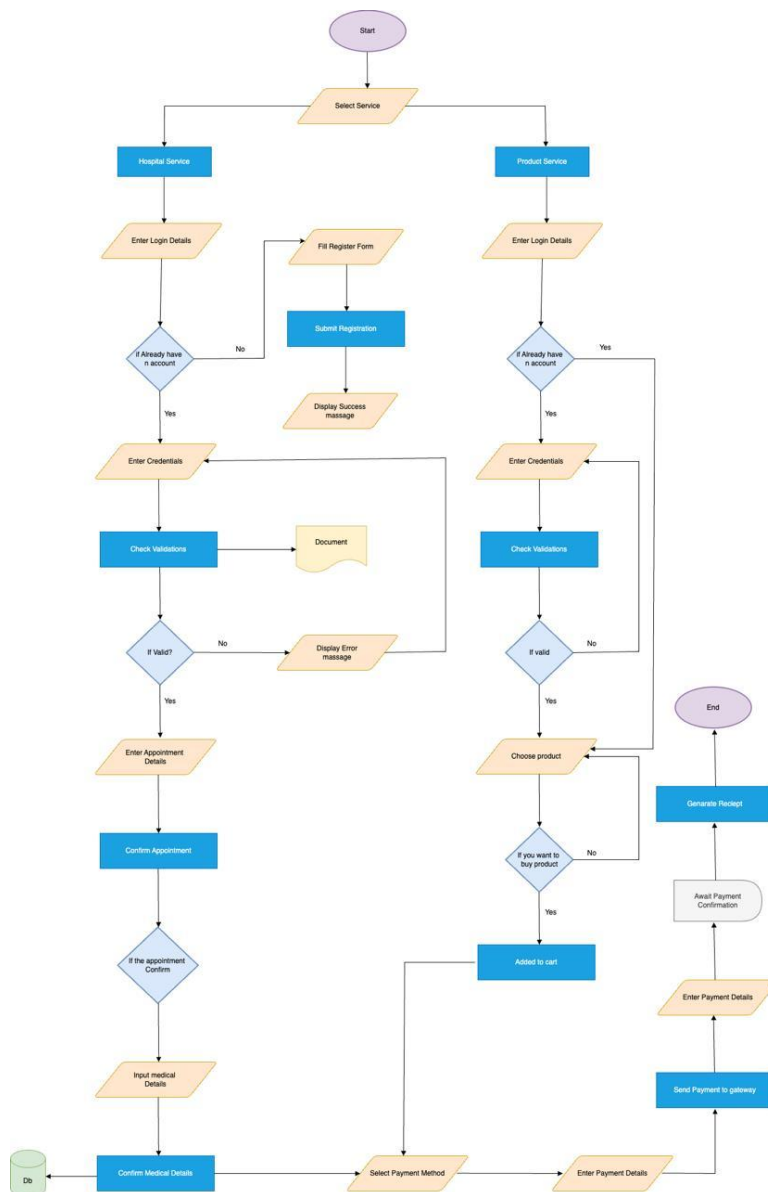 Start
Select Service
Hospital Service
Product Service
Enter Login Details
Fill Register Form
Enter Login Details
Submit Registration
if Already have
n account
No
if Already have
n account
Yes
Display Success
massage
Yes
Yes
Enter Credentials
Enter Credentials
Check Validations
Document
Check Validations
If Valid?
No
Display Error
massage
If valid
No
Yes
Yes
End
Enter Appointment
Details
Choose product
Genarate Reciept
Confirm Appointment
If you want to
buy product
No
Await Payment
Confirmation
Yes
If the appointment
Confirm
Added to cart
Enter Payment Details
Input medical
Details
Send Payment to gateway
Db
Confirm Medical Details
Select Payment Method
Enter Payment Details